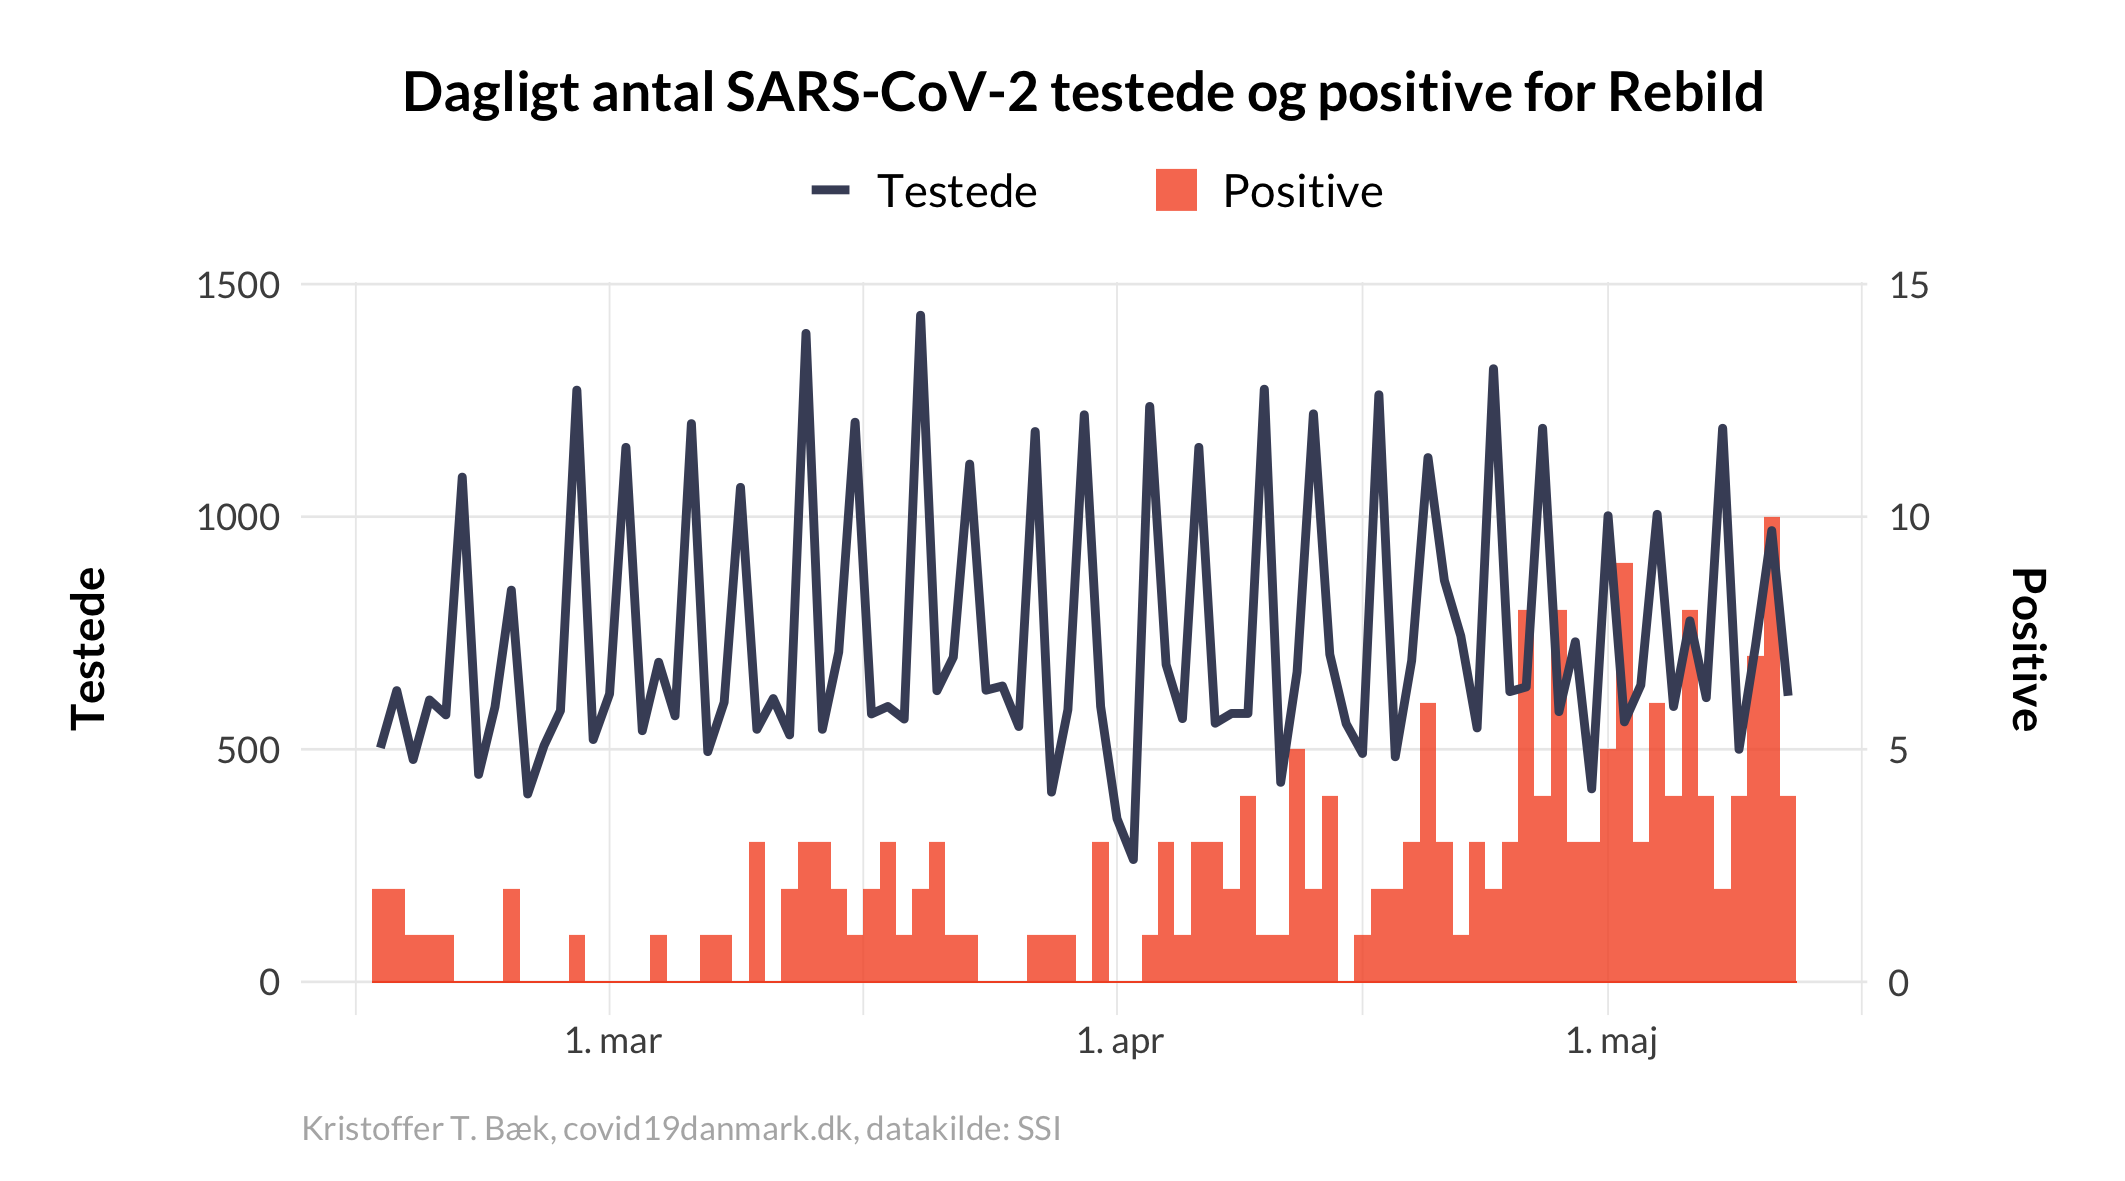 Dagligt antal SARS-CoV-2 testede og positive for Rebild
Testede
Positive
1500
1000
500
0
15
10
5
0
Testede
Positive
1. mar
1. apr
1. maj
Kristoffer T. Bæk, covid19danmark.dk, datakilde: SSI